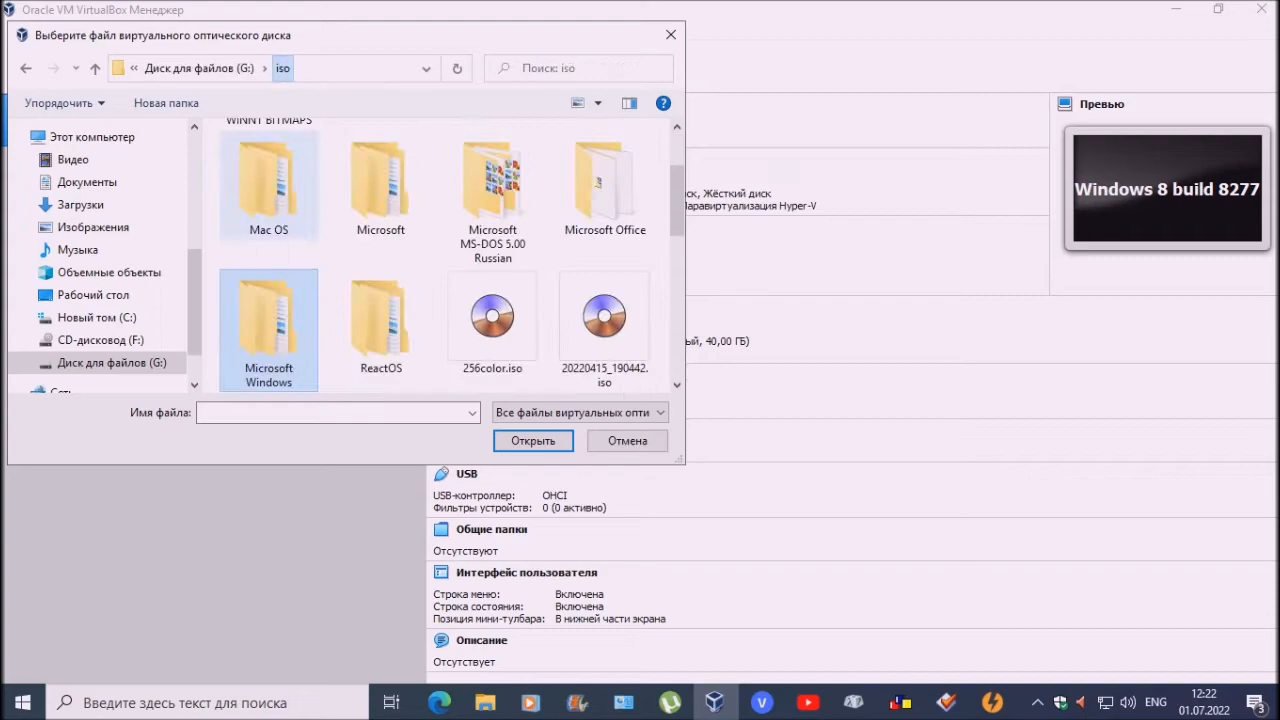 Oracle VM VirtualBox Менеджер
Выберите файл виртуального оптического диска
Диск для файлов (G:)
iso
Поиск: iso
Упорядочить
Новая папка
Этот компьютер
Видео
Документы
Загрузки
Изображения
Музыка
Объемные объекты
Рабочий стол
Новый том (C:)
CD-дисковод (F:)
Диск для файлов (G:)
WINNT BITMAPS
Mac OS
Microsoft
Microsoft
MS-DOS 5.00
Russian
Microsoft Office
Microsoft
Windows
ReactOS
256color.iso
20220415_190442.
iso
Имя файла:
Все файлы виртуальных опти
Открыть
Отмена
Превью
Windows 8 build 8277
ск, Жёсткий диск
Паравиртуализация Hyper-V
ый, 40,00 ГБ)
USB
USB-контроллер: OHCI
Фильтры устройств: 0 (0 активно)
Общие папки
Отсутствуют
Интерфейс пользователя
Строка меню: Включена
Строка состояния: Включена
Позиция мини-тулбара: В нижней части экрана
Описание
Отсутствует
Введите здесь текст для поиска
ENG
12:22
01.07.2022
3